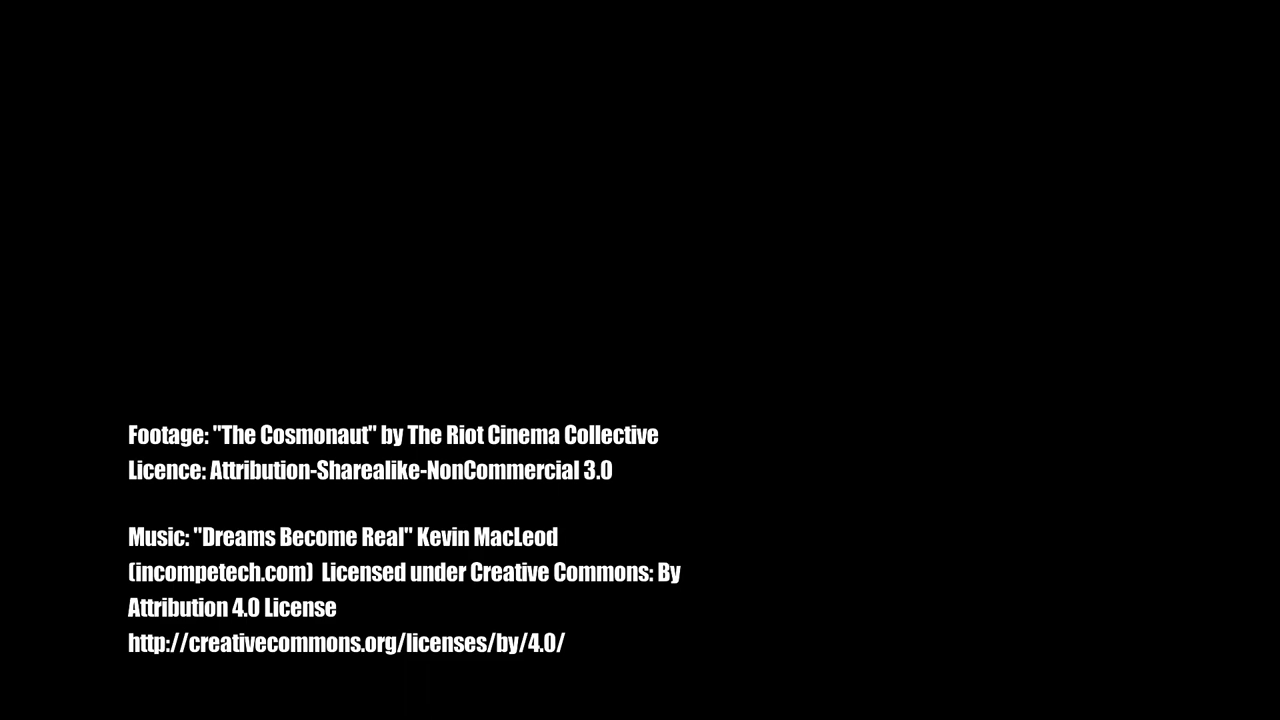 Footage: "The Cosmonaut" by The Riot Cinema Collective
Licence: Attribution-Sharealike-NonCommercial 3.0
Music: "Dreams Become Real" Kevin MacLeod
(incompetech.com)  Licensed under Creative Commons: By
Attribution 4.0 License
http://creativecommons.org/licenses/by/4.0/